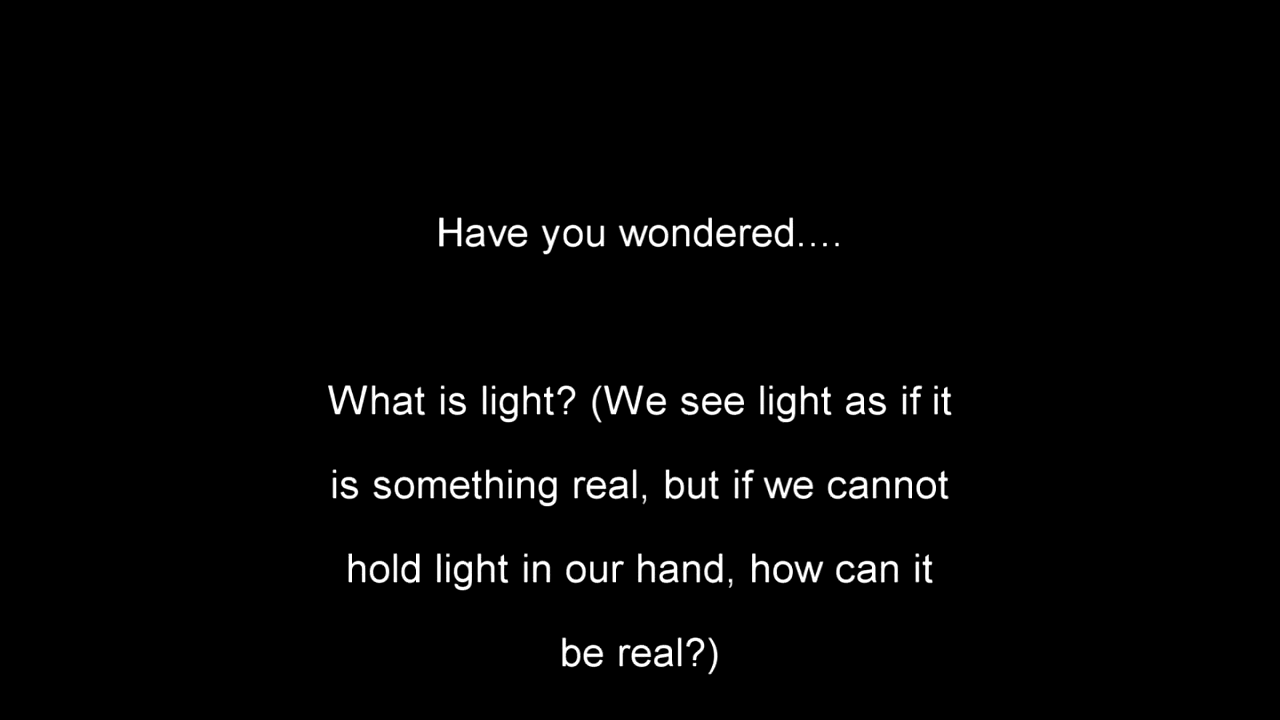 Have you wondered....
What is light? (We see light as if it
is something real, but if we cannot
hold light in our hand, how can it
be real?)